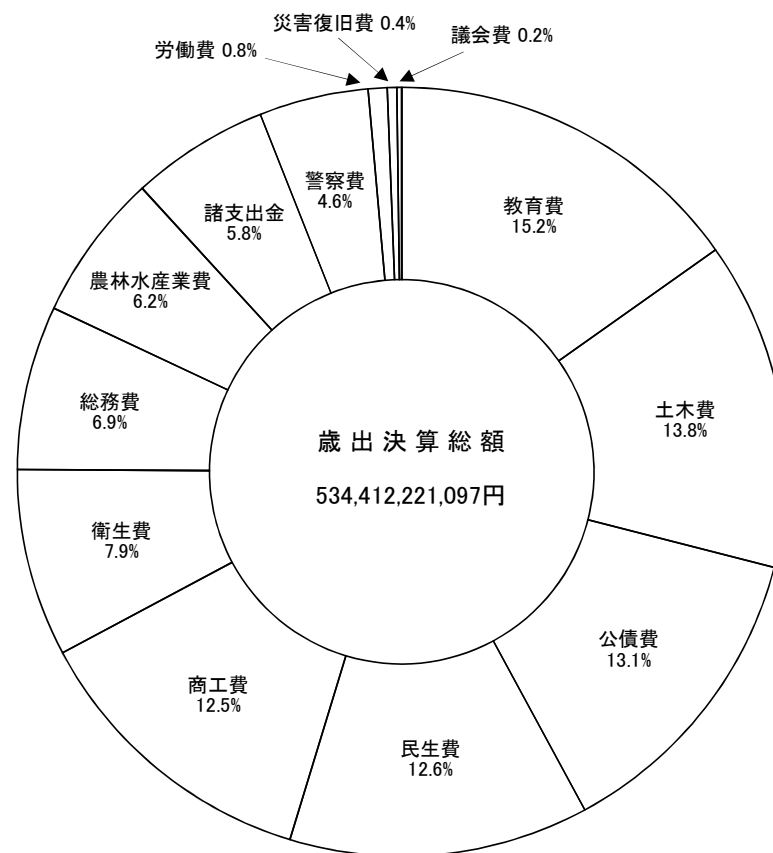 災害復旧費 0.4%
議会費 0.2%
労働費 0.8%
教育費
15.2%
土木費
13.8%
公債費
13.1%
民生費
12.6%
商工費
12.5%
衛生費
7.9%
総務費
6.9%
農林水産業費
6.2%
諸支出金
5.8%
警察費
4.6%
歳出決算総額
534,412,221,097円